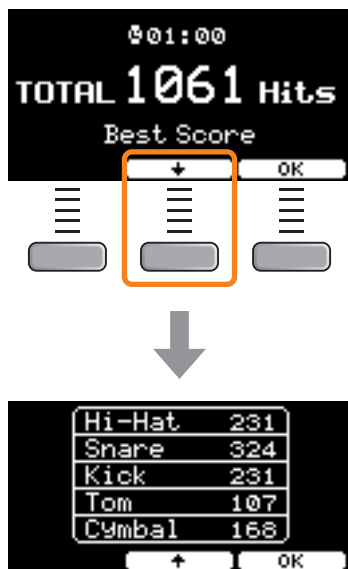 01:00
TOTAL 1061 Hits
Best Score
↓ OK
Hi-Hat 231
Snare 324
Kick 231
Tom 107
Cymbal 168
↑ OK